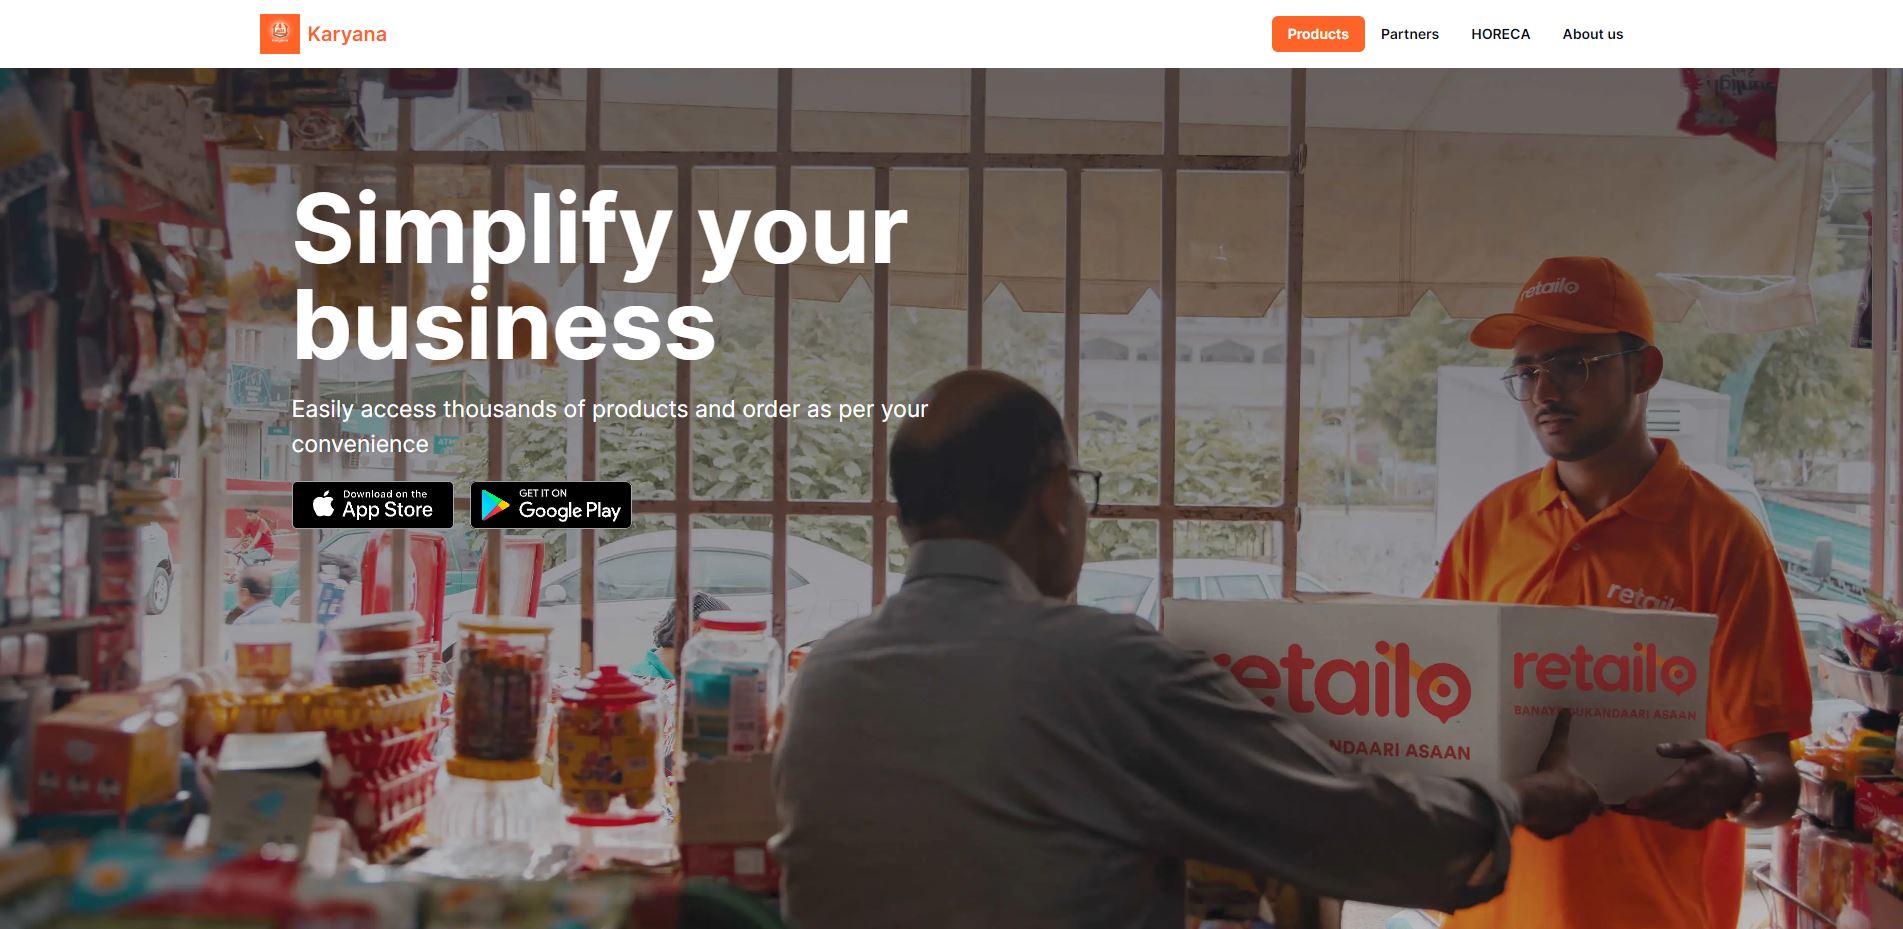 Karyana
Products
Partners
HORECA
About us
Simplify your
business
Easily access thousands of products and order as per your
convenience
Download on the
App Store
GET IT ON
Google Play
retailo
retailo
retailo
NDAARI ASAAN
retailo
BANAYE DUKANDAARI ASAAN